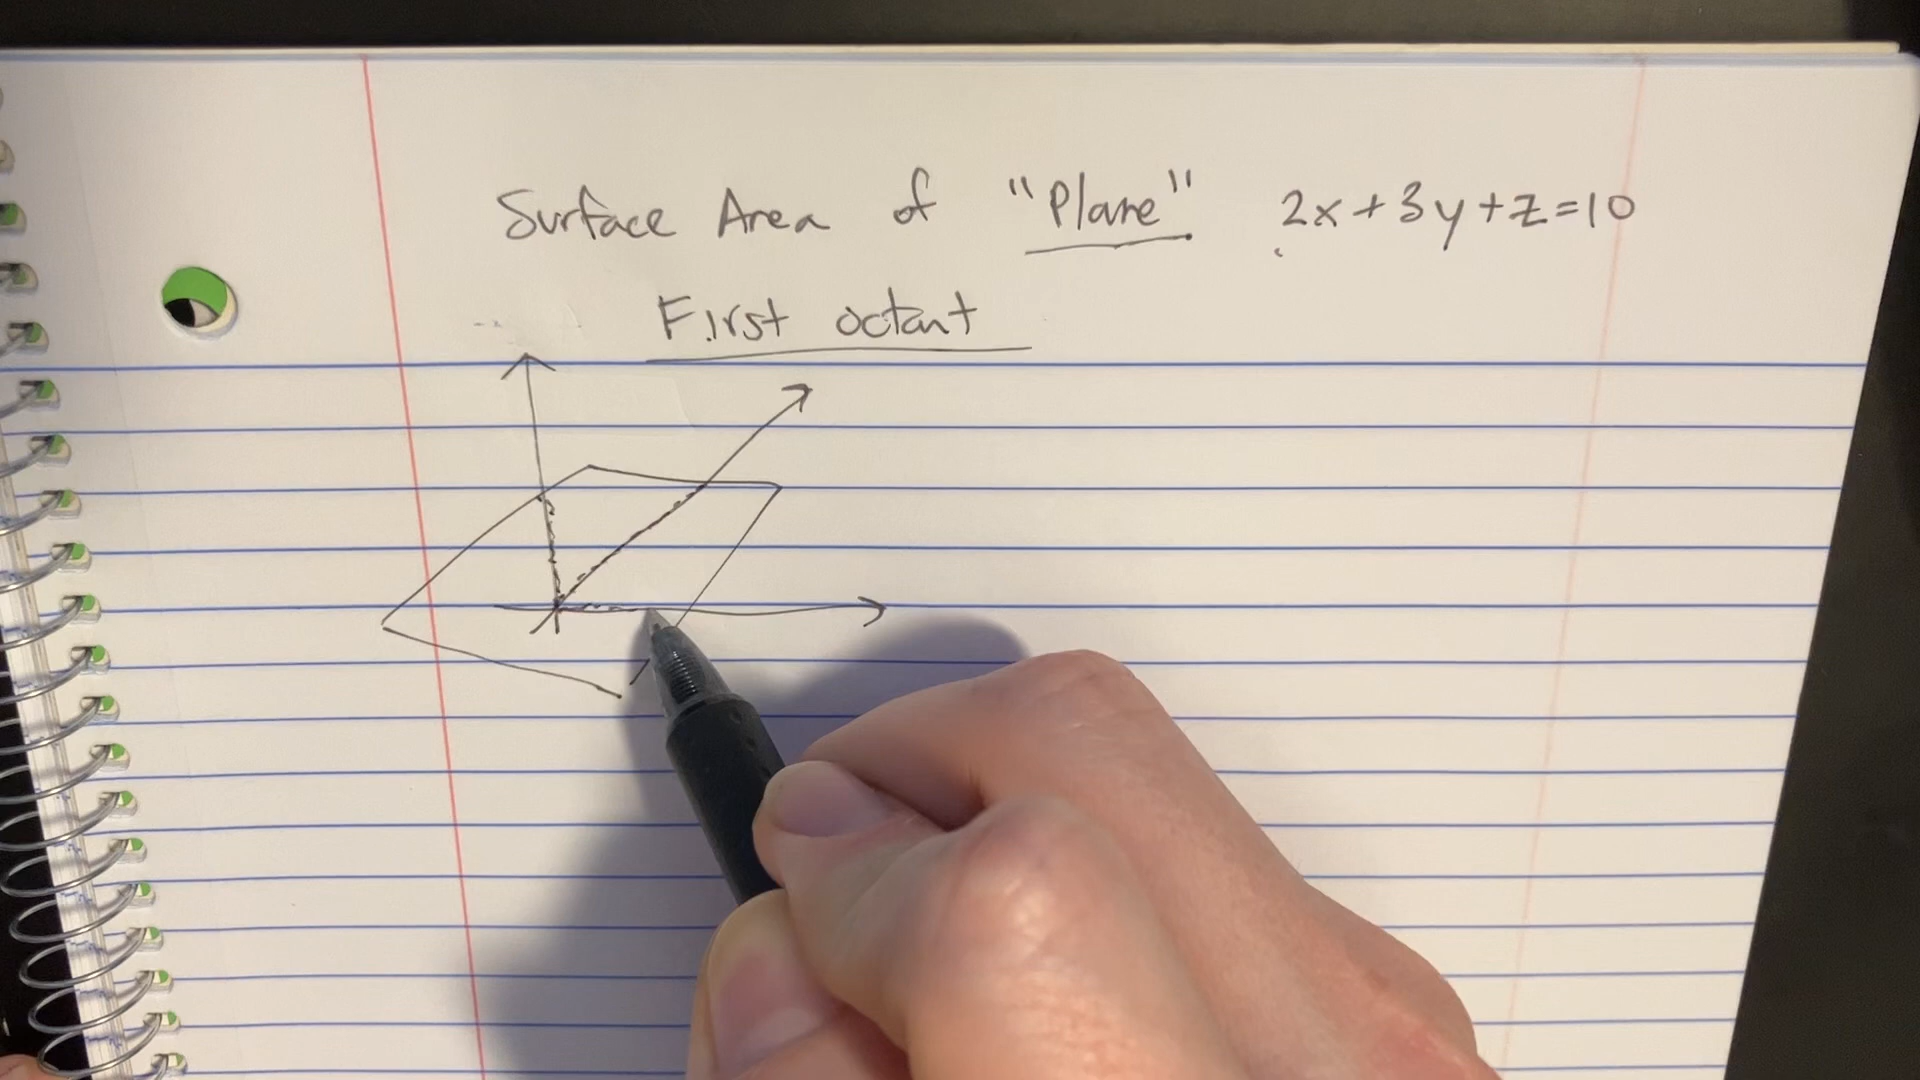 Surface Area of "Plane" 2x+3y+z=10
First octant